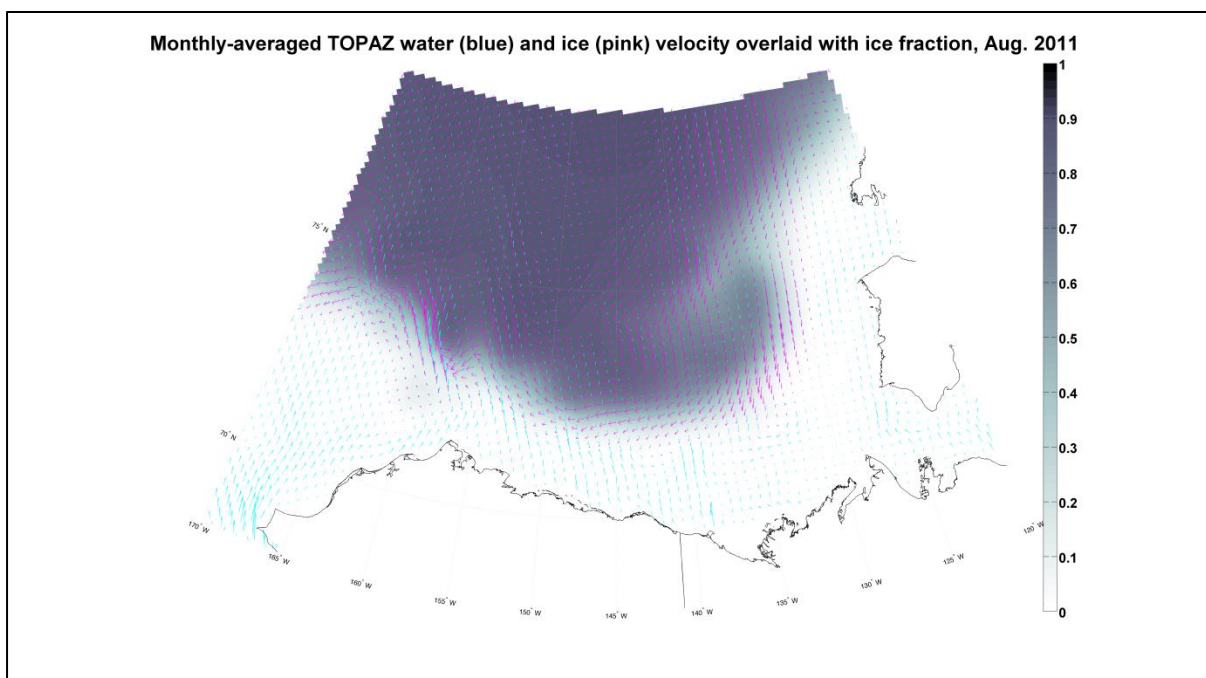 Monthly-averaged TOPAZ water (blue) and ice (pink) velocity overlaid with ice fraction, Aug. 2011
1
0.9
0.8
0.7
0.6
0.5
0.4
0.3
0.2
0.1
0
75° N
70° N
170° W
165° W
160° W
155° W
150° W
145° W
140° W
135° W
130° W
125° W
120° W